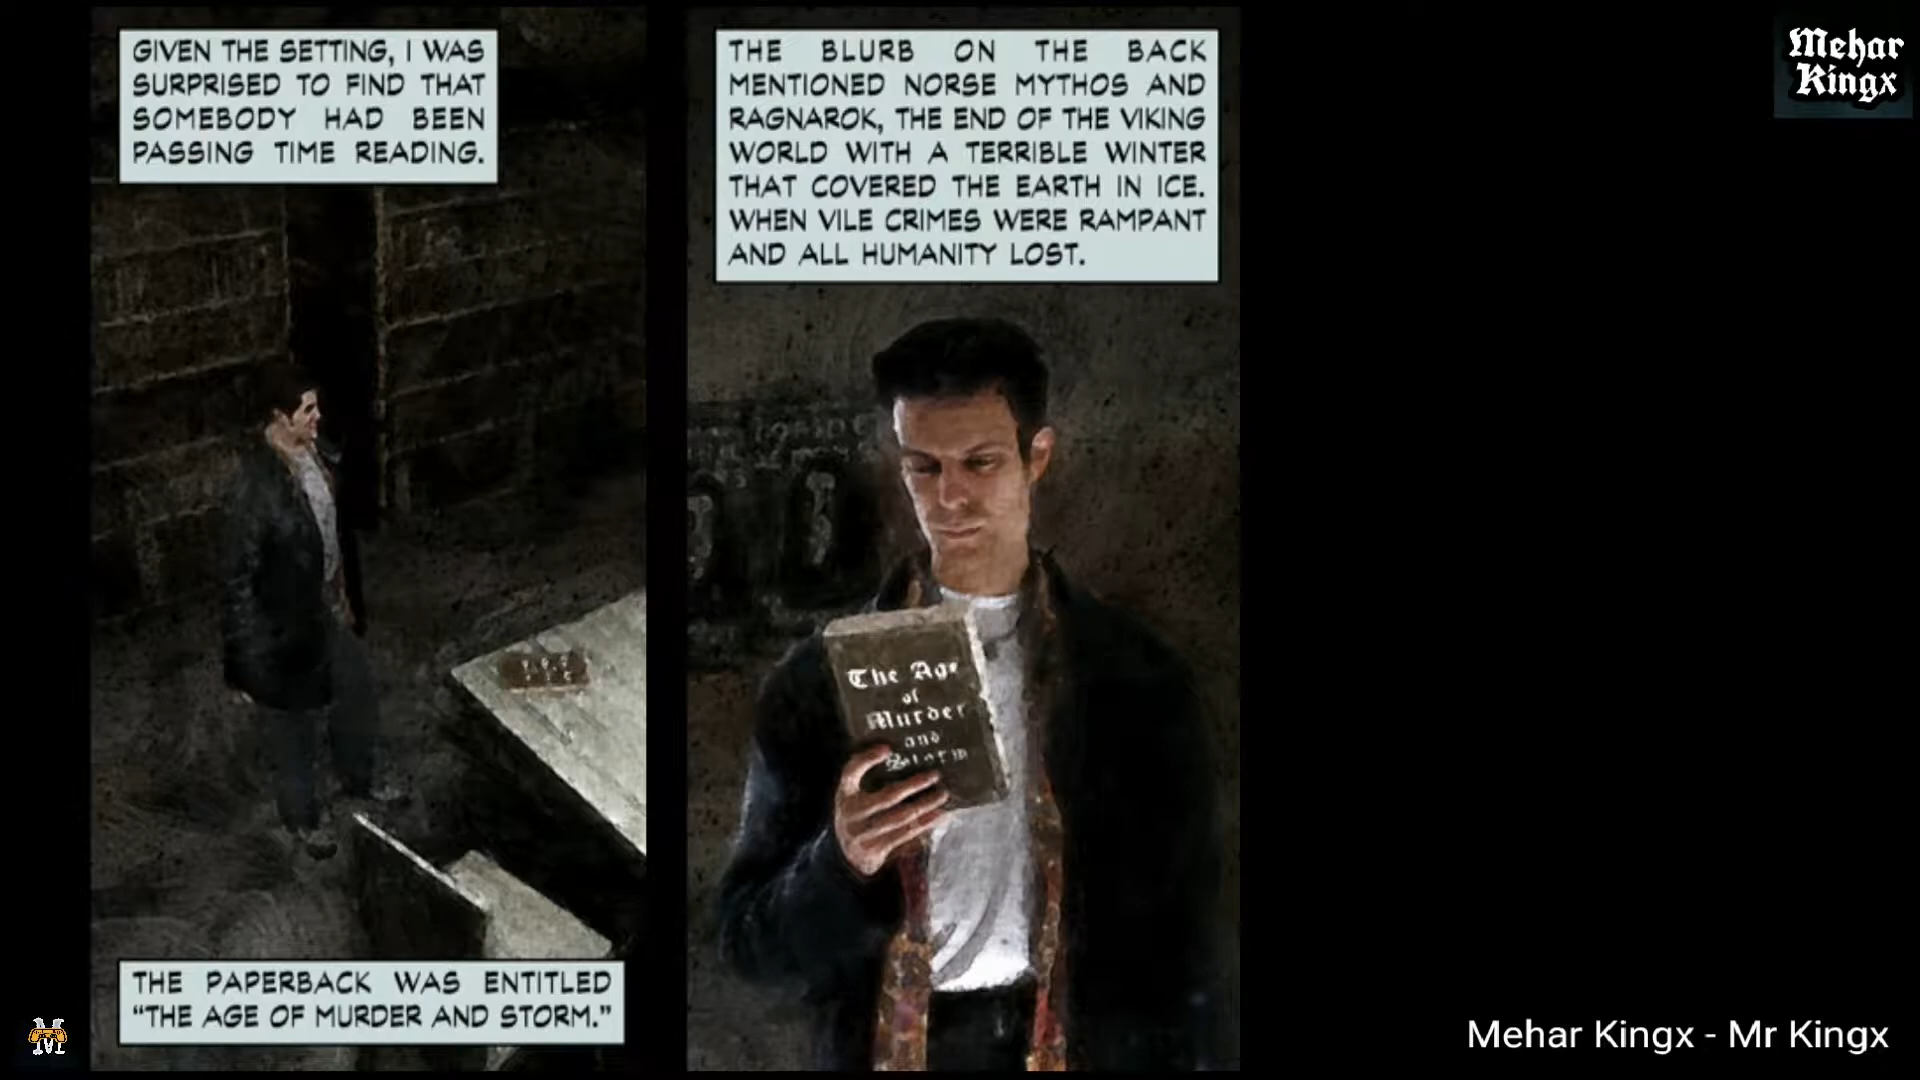 GIVEN THE SETTING, I WAS
SURPRISED TO FIND THAT
SOMEBODY HAD BEEN
PASSING TIME READING.
THE PAPERBACK WAS ENTITLED
“THE AGE OF MURDER AND STORM.”
THE BLURB ON THE BACK
MENTIONED NORSE MYTHOS AND
RAGNAROK, THE END OF THE VIKING
WORLD WITH A TERRIBLE WINTER
THAT COVERED THE EARTH IN ICE.
WHEN VILE CRIMES WERE RAMPANT
AND ALL HUMANITY LOST.
The Age
of
Murder
and
Storm
Mehar
Kingx
Mehar Kingx - Mr Kingx